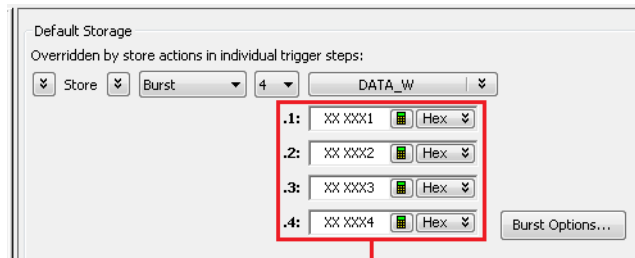 Default Storage
Overridden by store actions in individual trigger steps:
Store Burst 4 DATA_W
.1: XX XXX1 Hex
.2: XX XXX2 Hex
.3: XX XXX3 Hex
.4: XX XXX4 Hex Burst Options...